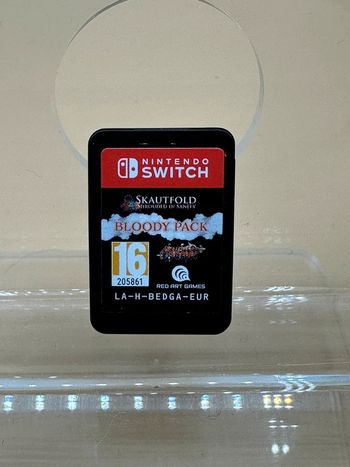 NINTENDO
SWITCH
SKAUTFOLD
SHROUDED IN SANITY
BLOODY PACK
16
205861
RED ART GAMES
LA-H-BEDGA-EUR